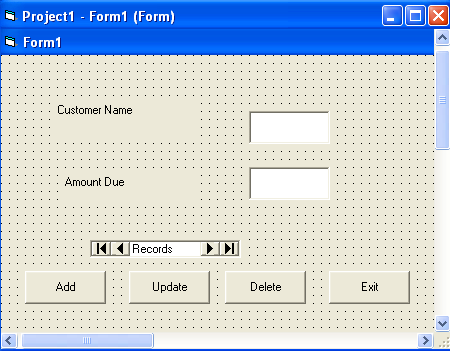 Project1 - Form1 (Form)
Form1
Customer Name
Amount Due
Records
Add Update Delete Exit